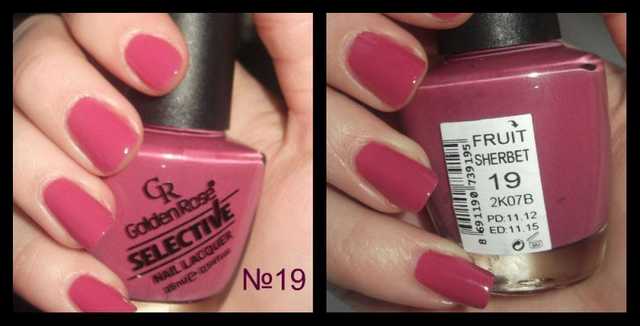 GR
Golden Rose
SELECTIVE
NAIL LACQUER
№19
FRUIT
SHERBET
19
2K07B
PD:11.12
ED:11.15
8 691190 739195